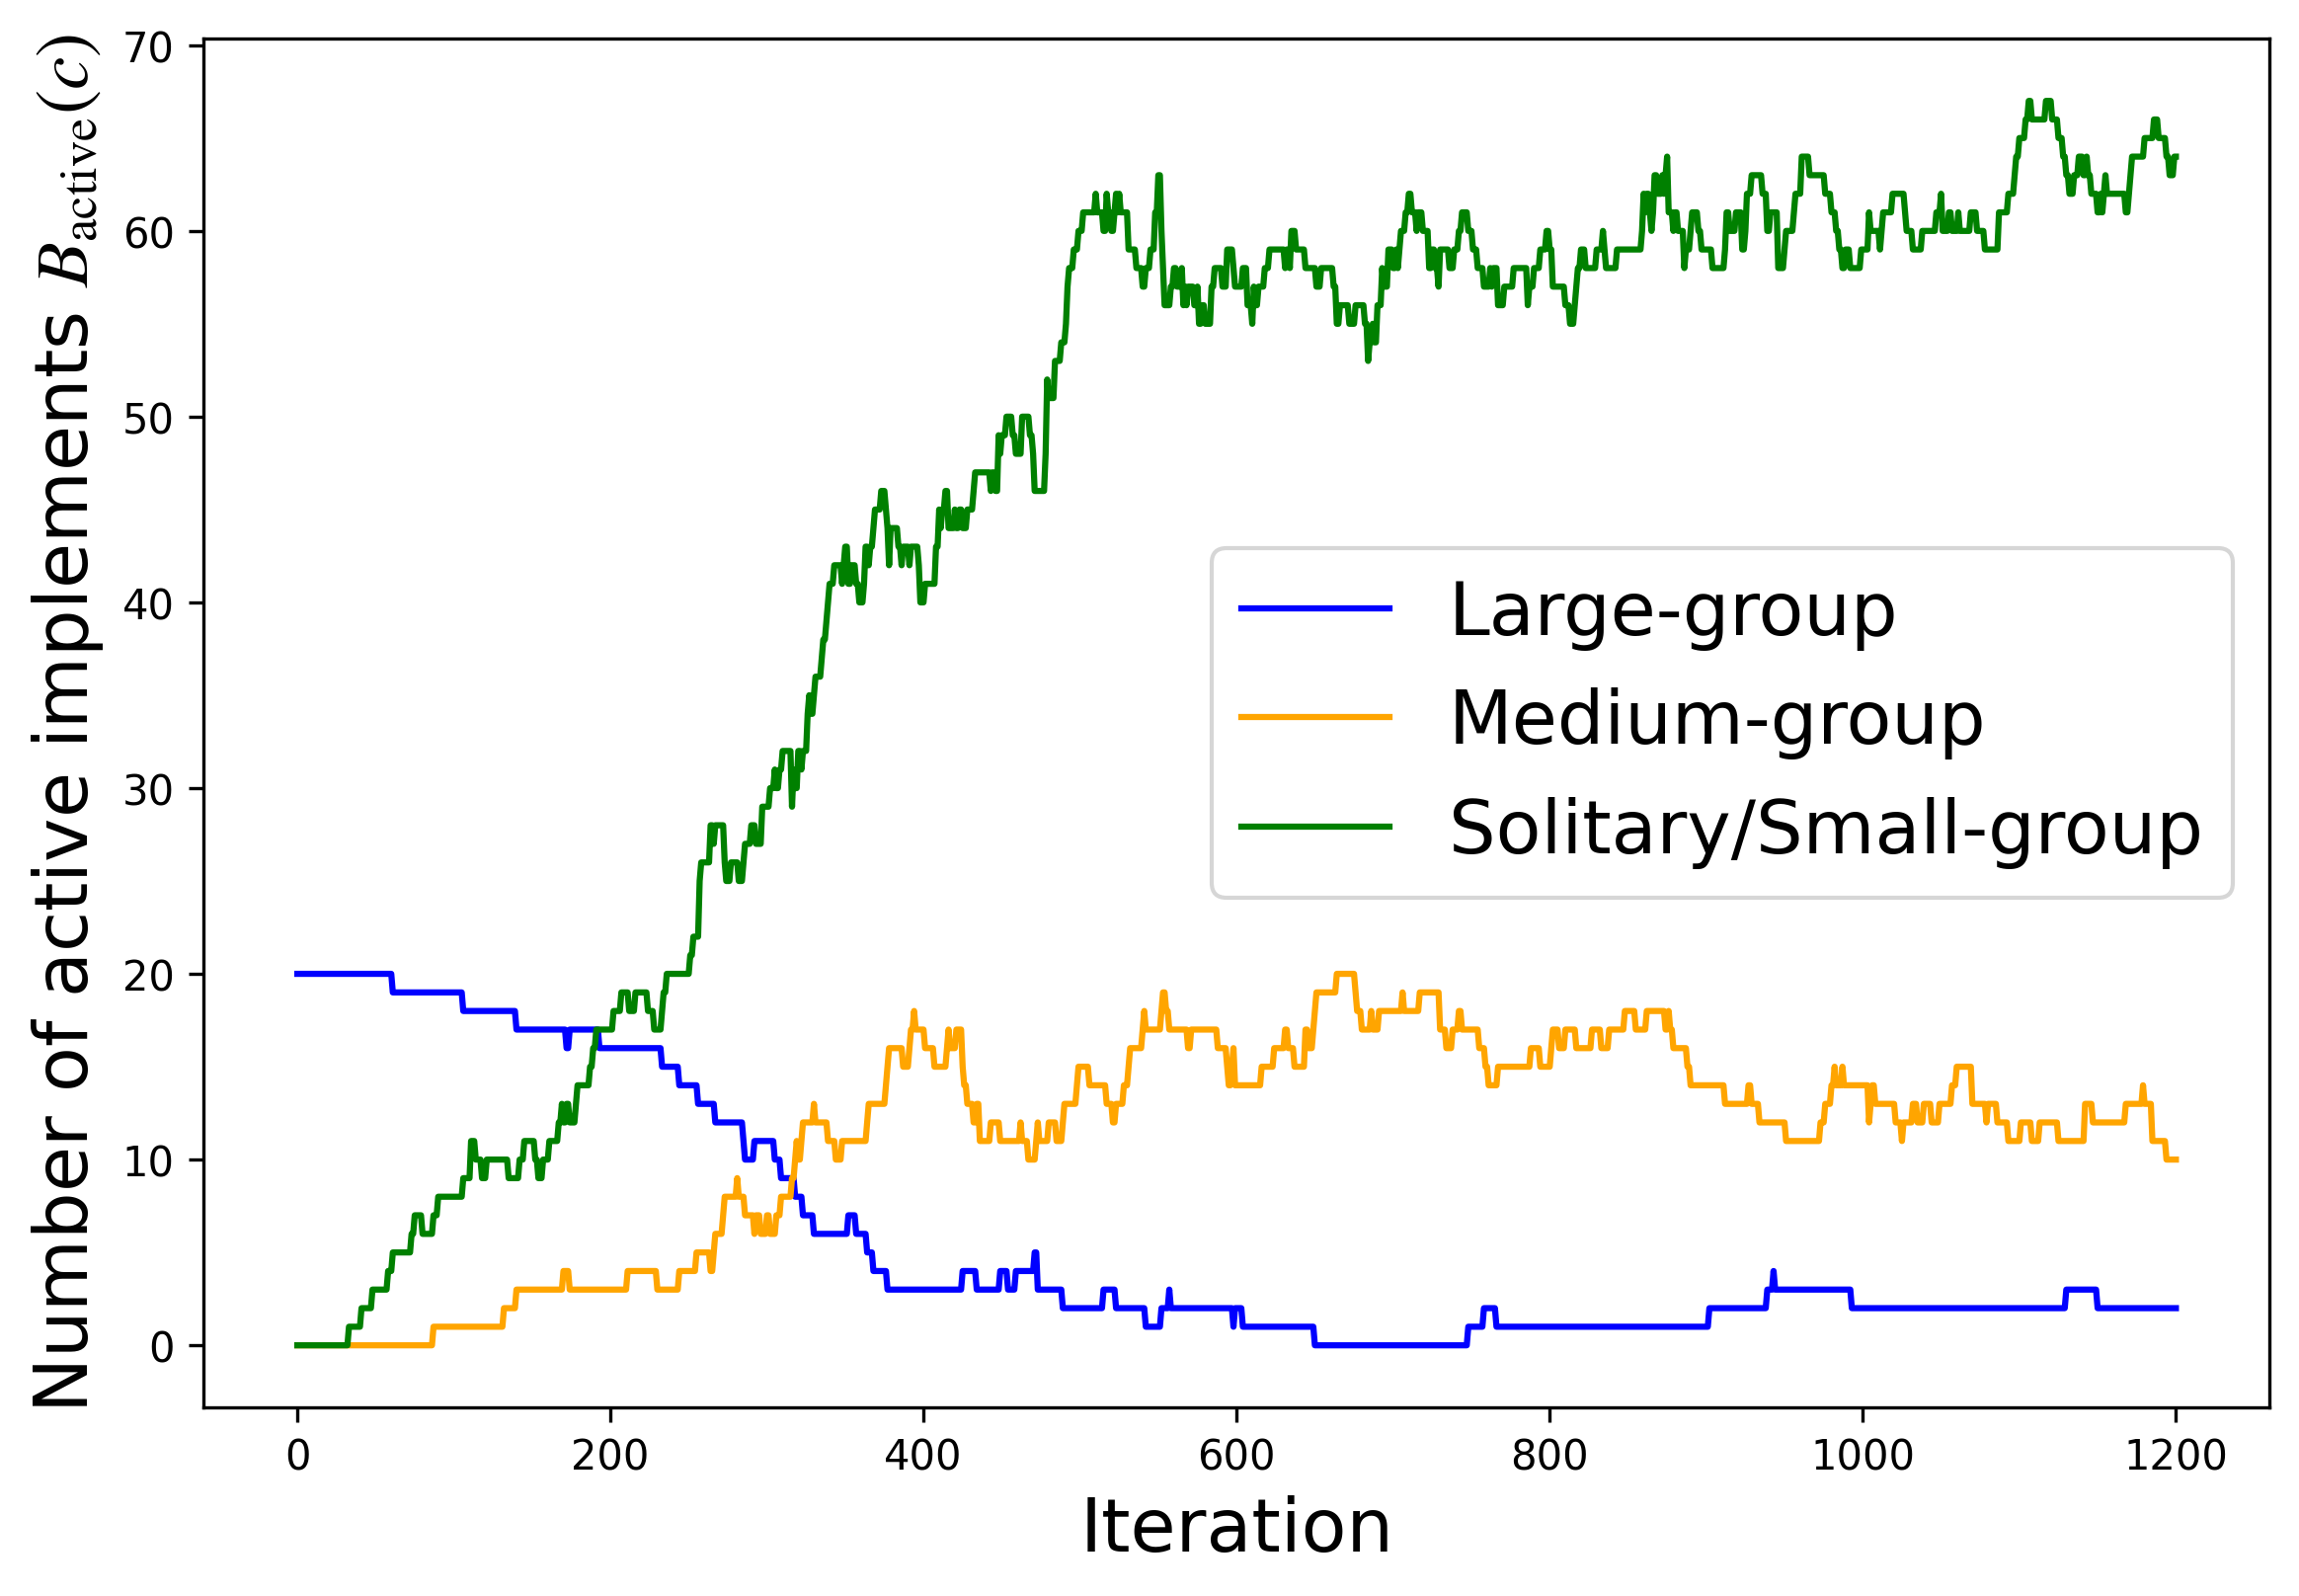 Number of active implements B_active(c)
70
60
50
40
30
20
10
0
Large-group
Medium-group
Solitary/Small-group
0 200 400 600 800 1000 1200
Iteration